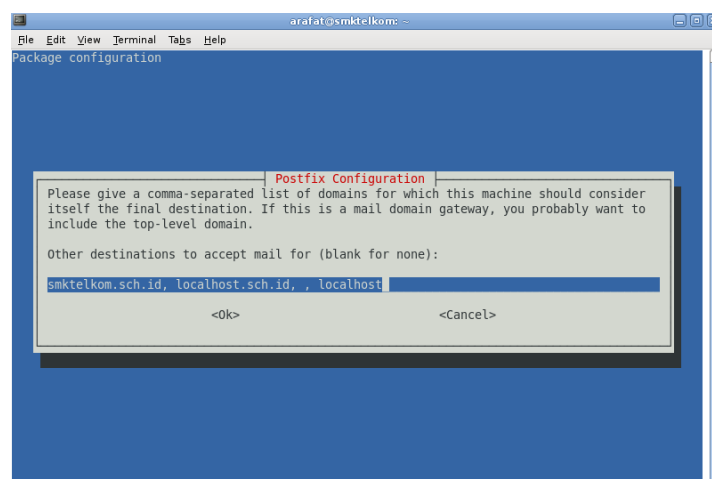 arafat@smktelkom: ~
File Edit View Terminal Tabs Help
Package configuration
Postfix Configuration
Please give a comma-separated list of domains for which this machine should consider
itself the final destination. If this is a mail domain gateway, you probably want to
include the top-level domain.
Other destinations to accept mail for (blank for none):
smktelkom.sch.id, localhost.sch.id, , localhost
<Ok> <Cancel>